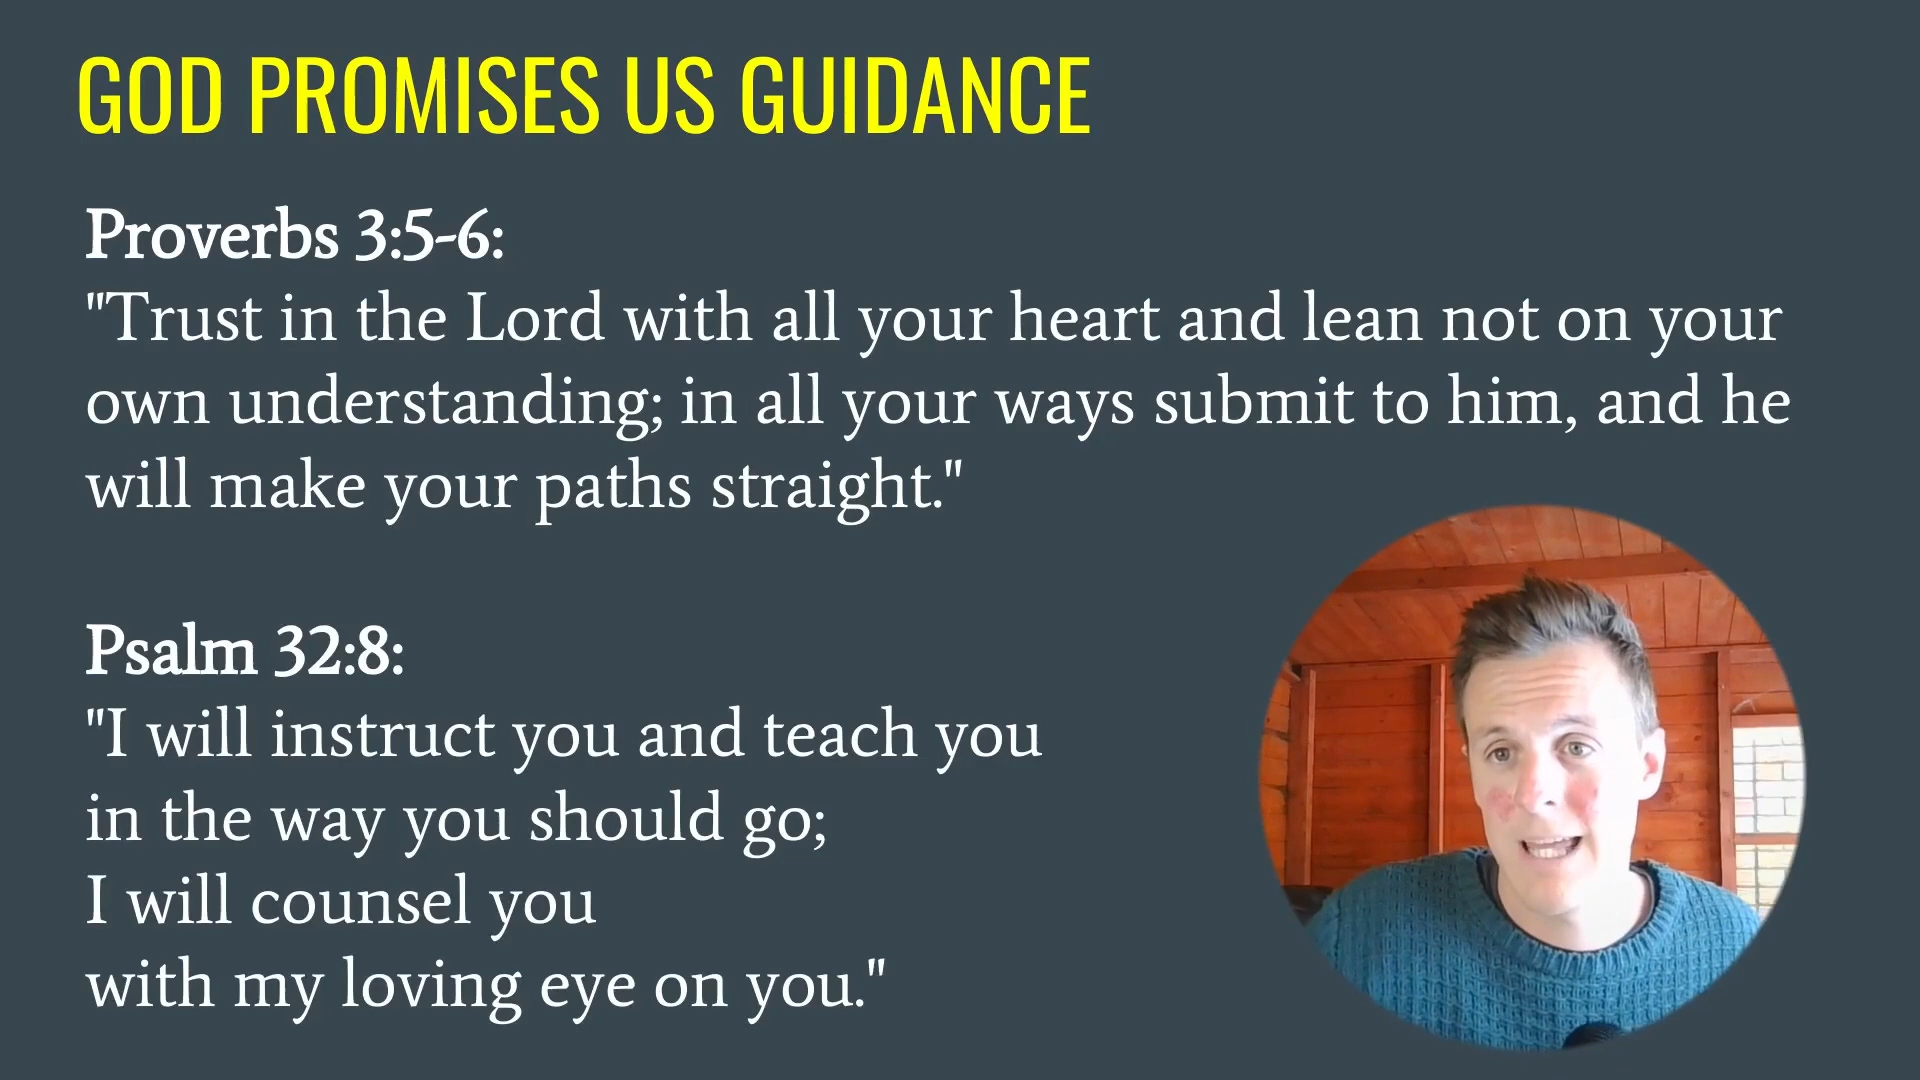 GOD PROMISES US GUIDANCE
Proverbs 3:5-6:
"Trust in the Lord with all your heart and lean not on your
own understanding; in all your ways submit to him, and he
will make your paths straight."
Psalm 32:8:
"I will instruct you and teach you
in the way you should go;
I will counsel you
with my loving eye on you."